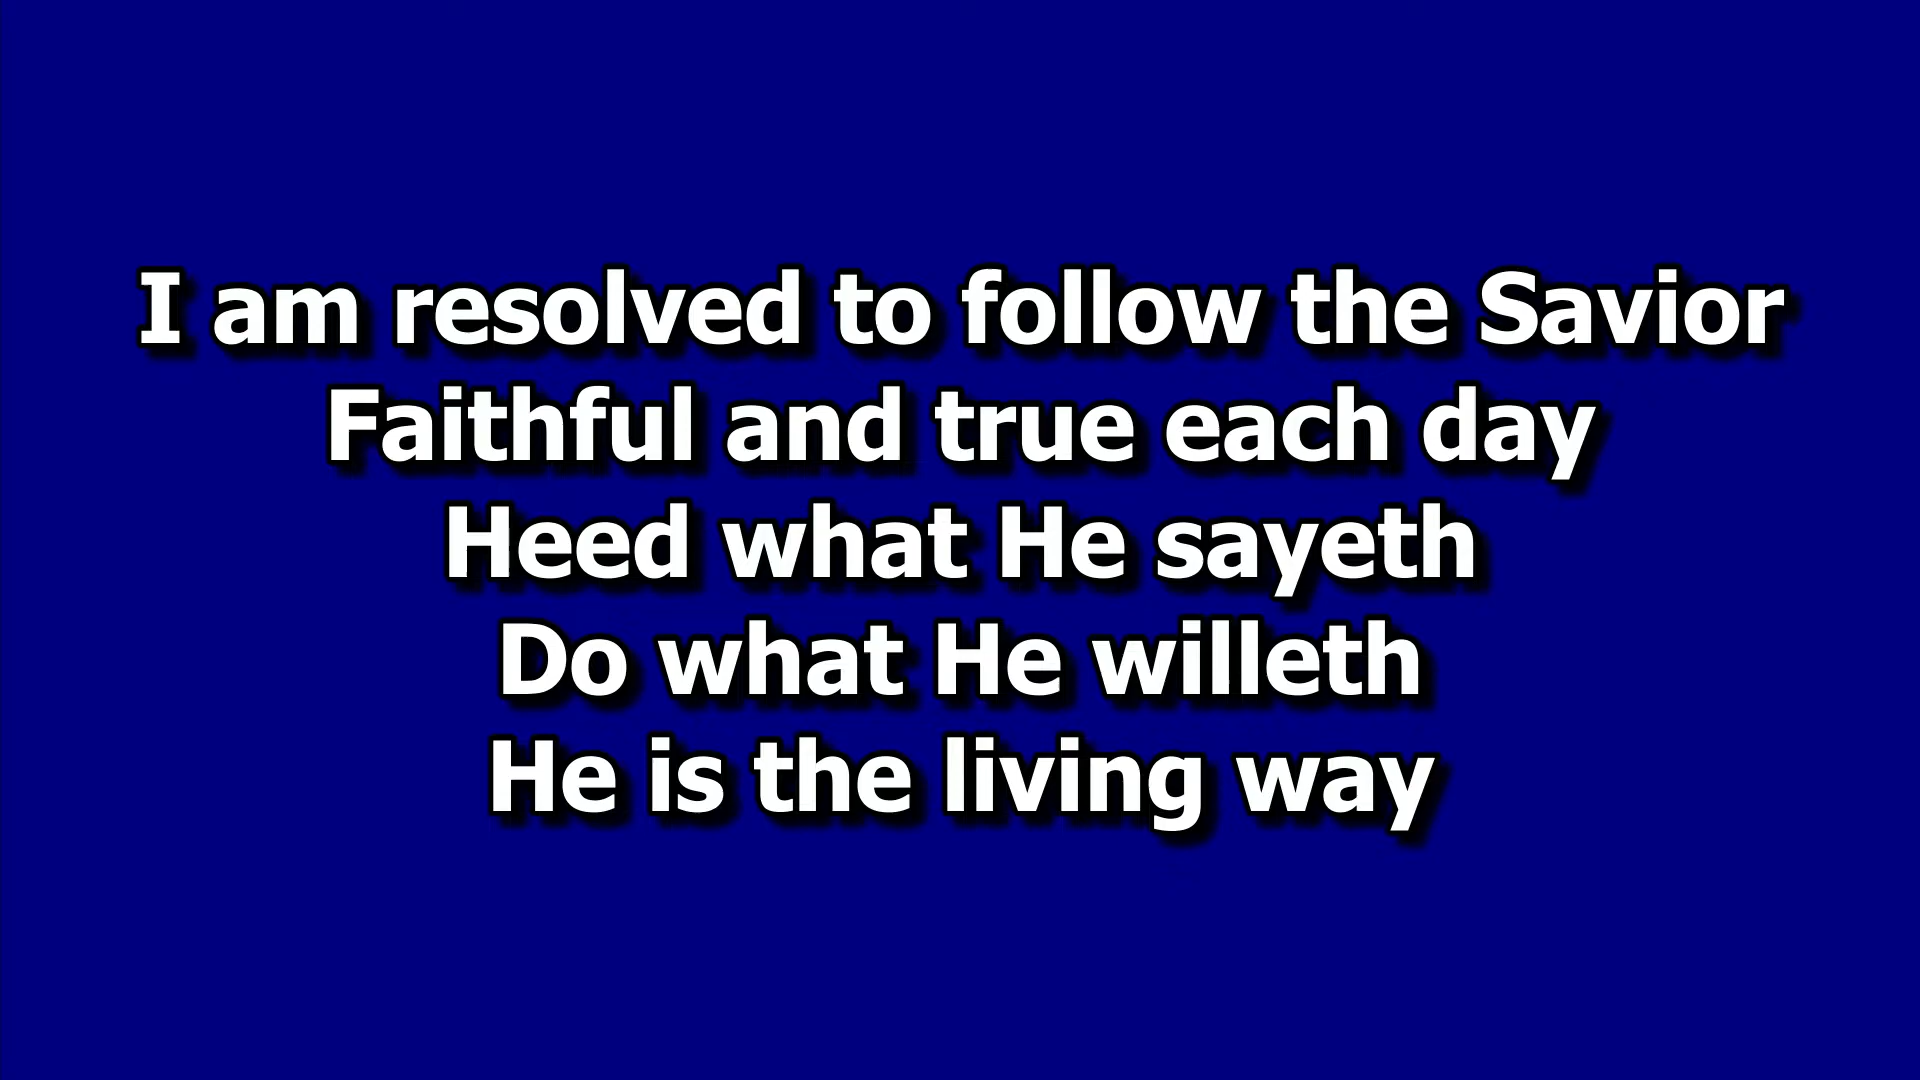 I am resolved to follow the Savior
Faithful and true each day
Heed what He sayeth
Do what He willeth
He is the living way